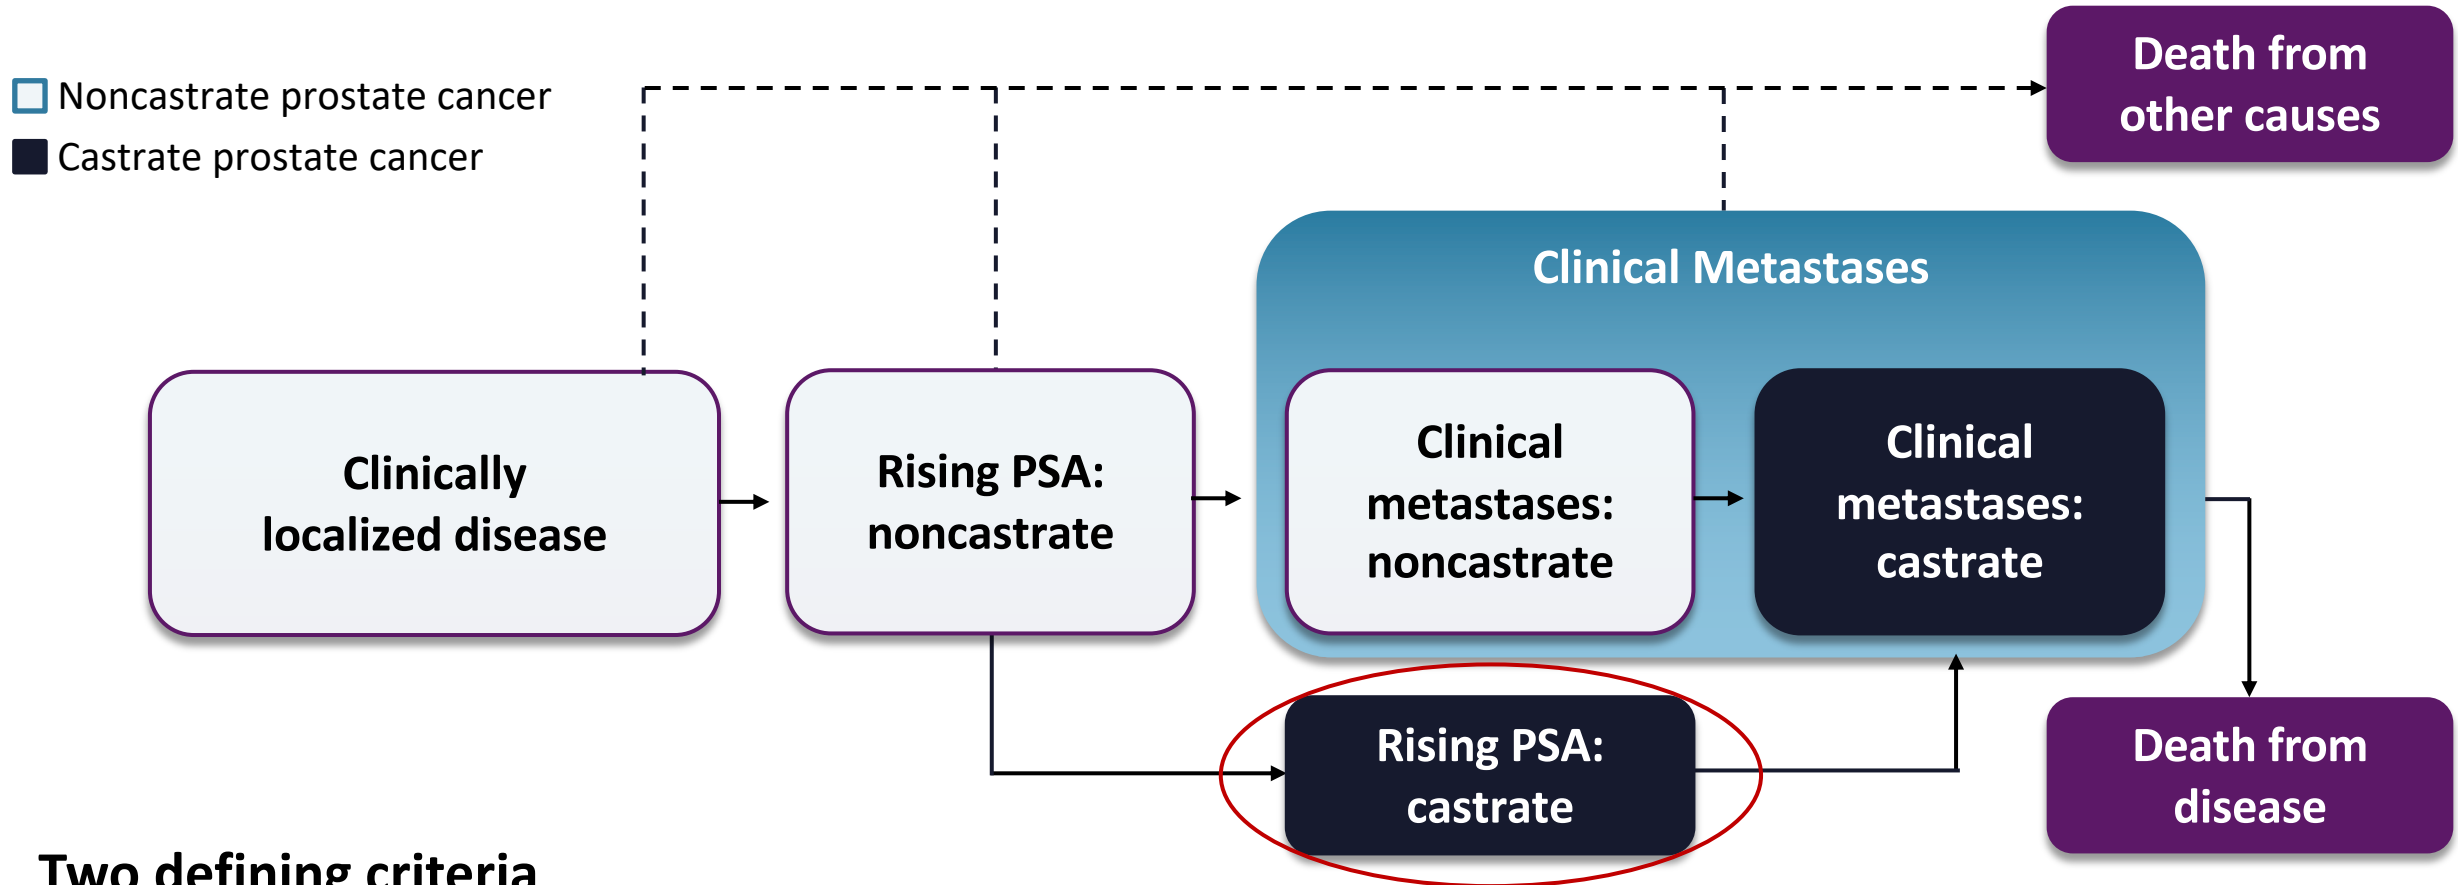 Death from
other causes
Noncastrate prostate cancer
Castrate prostate cancer
Clinical Metastases
Clinically
localized disease
Rising PSA:
noncastrate
Clinical
metastases:
noncastrate
Clinical
metastases:
castrate
Rising PSA:
castrate
Death from
disease
Two defining criteria